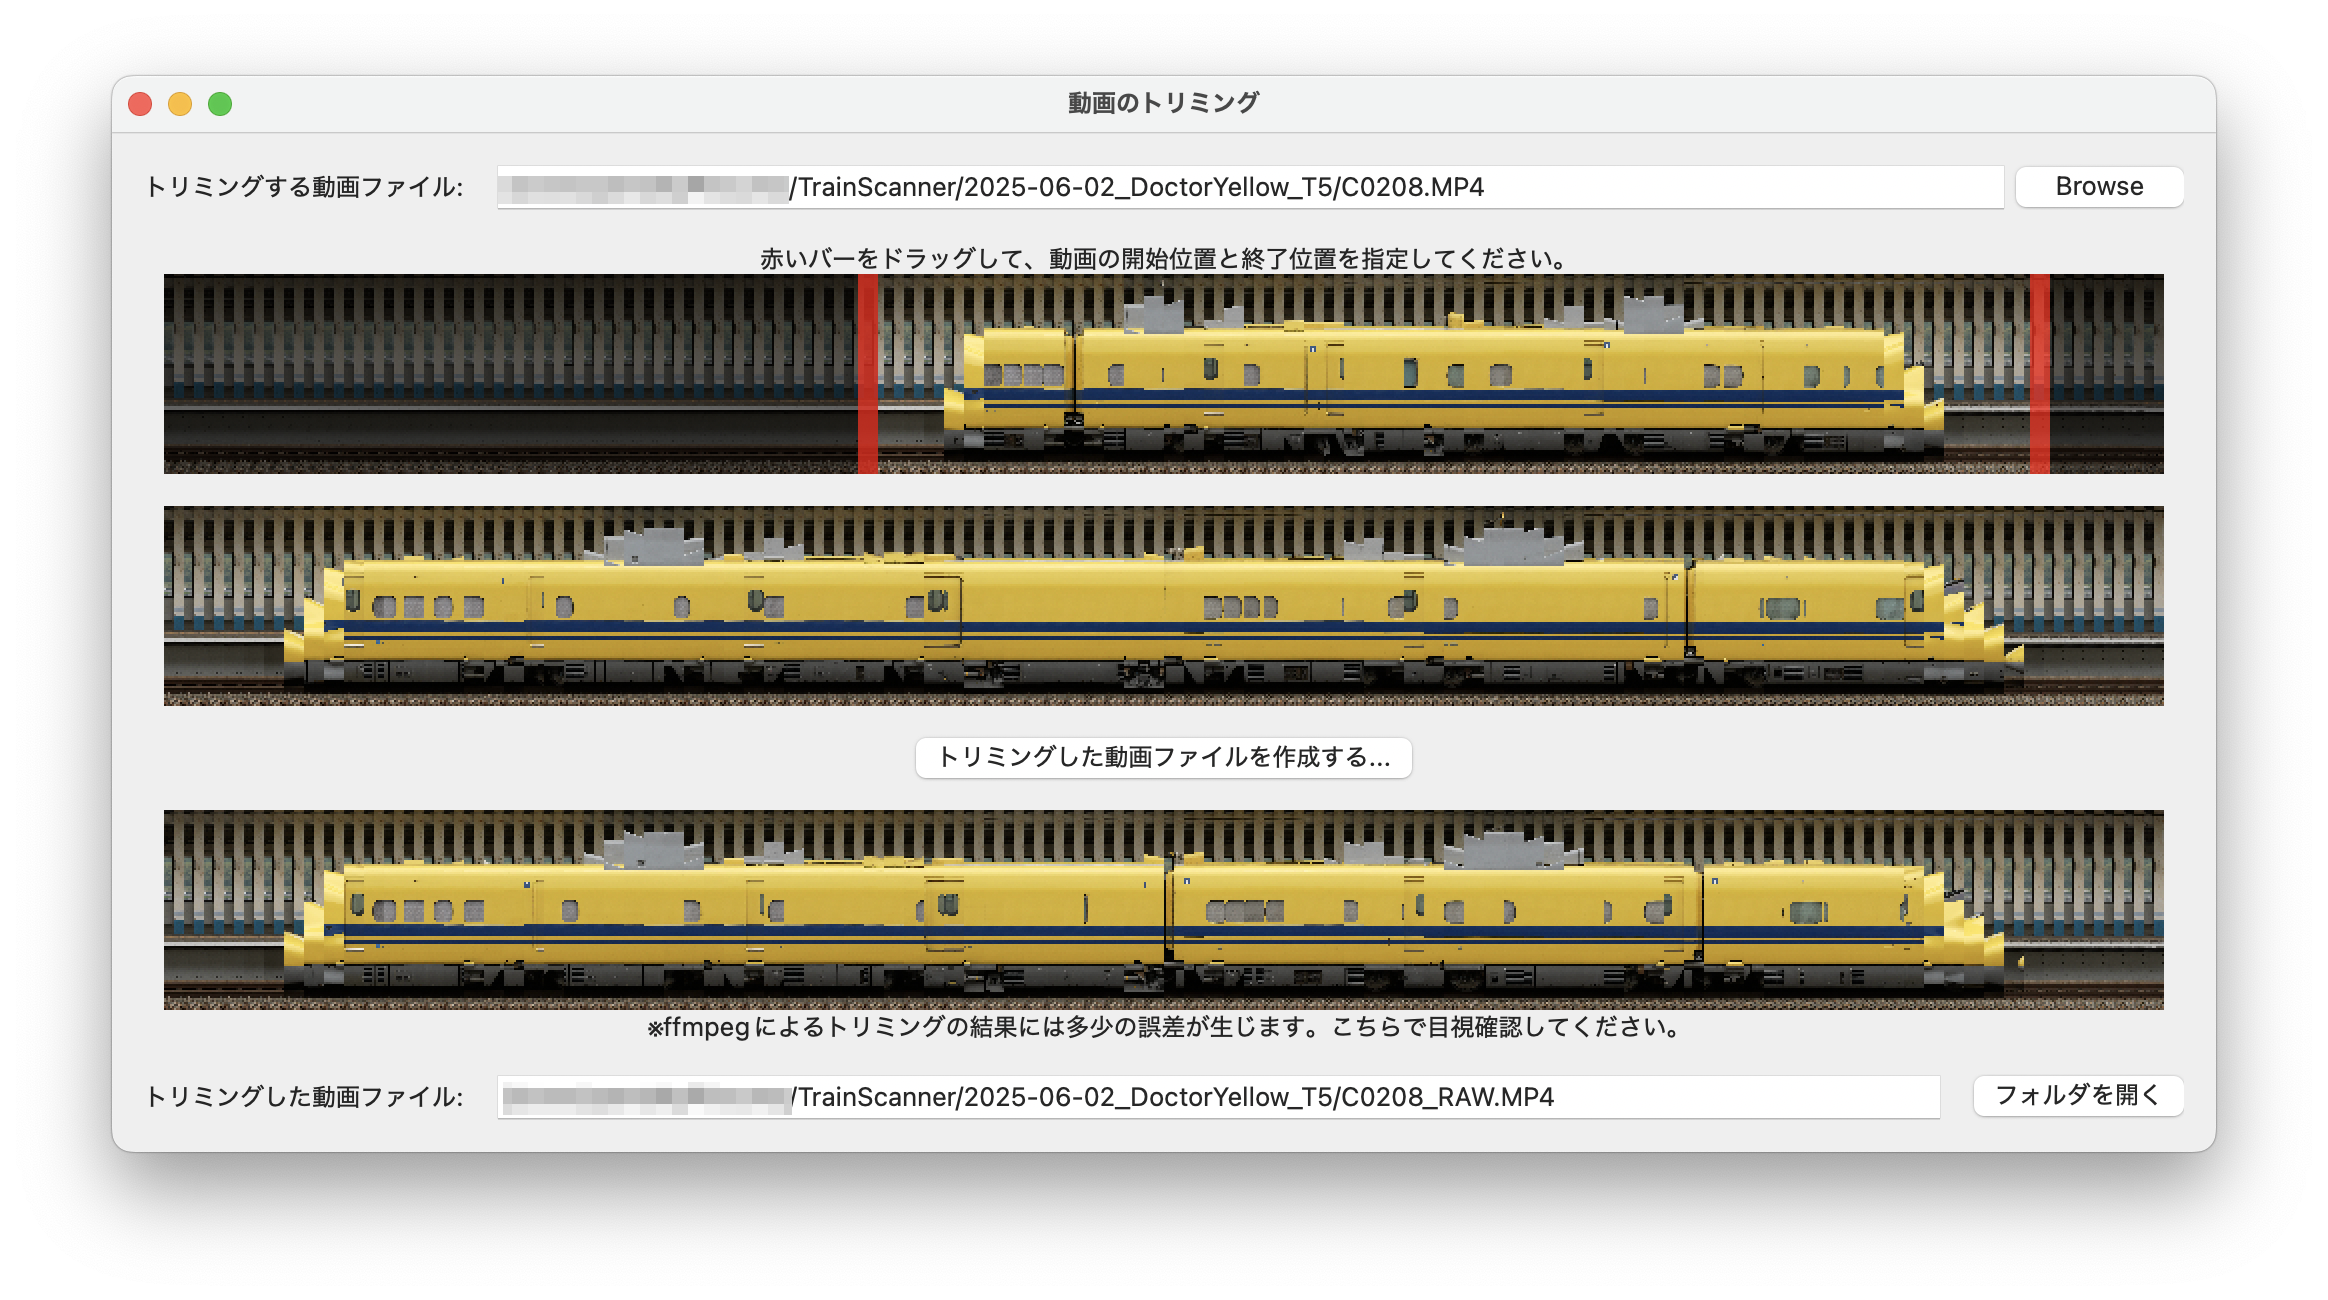 動画のトリミング
トリミングする動画ファイル: /TrainScanner/2025-06-02_DoctorYellow_T5/C0208.MP4 Browse
赤いバーをドラッグして、動画の開始位置と終了位置を指定してください。
トリミングした動画ファイルを作成する...
※ffmpegによるトリミングの結果には多少の誤差が生じます。こちらで目視確認してください。
トリミングした動画ファイル: /TrainScanner/2025-06-02_DoctorYellow_T5/C0208_RAW.MP4 フォルダを開く